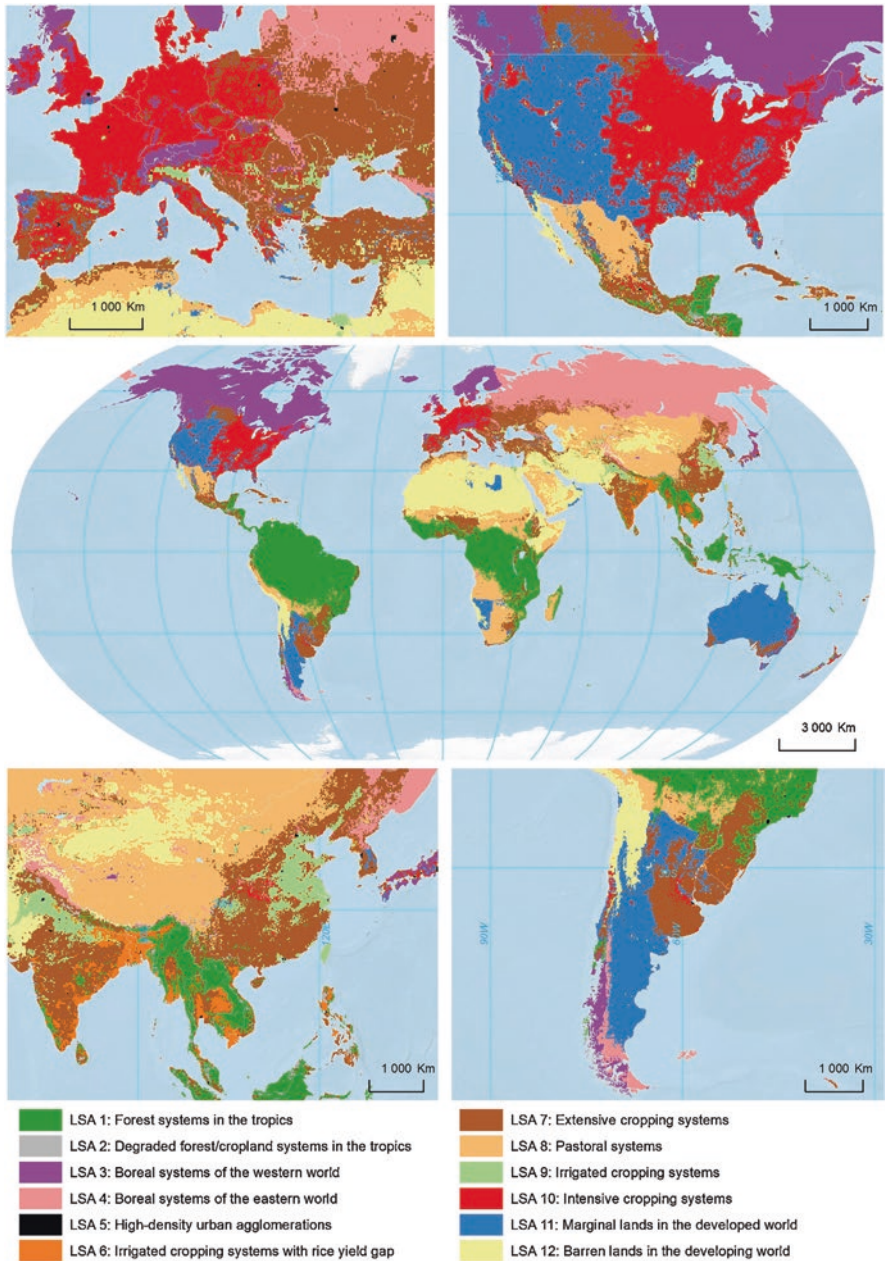 1 000 Km
1 000 Km
3 000 Km
120E
1 000 Km
90W
60W
30W
1 000 Km
LSA 1: Forest systems in the tropics
LSA 2: Degraded forest/cropland systems in the tropics
LSA 3: Boreal systems of the western world
LSA 4: Boreal systems of the eastern world
LSA 5: High-density urban agglomerations
LSA 6: Irrigated cropping systems with rice yield gap
LSA 7: Extensive cropping systems
LSA 8: Pastoral systems
LSA 9: Irrigated cropping systems
LSA 10: Intensive cropping systems
LSA 11: Marginal lands in the developed world
LSA 12: Barren lands in the developing world